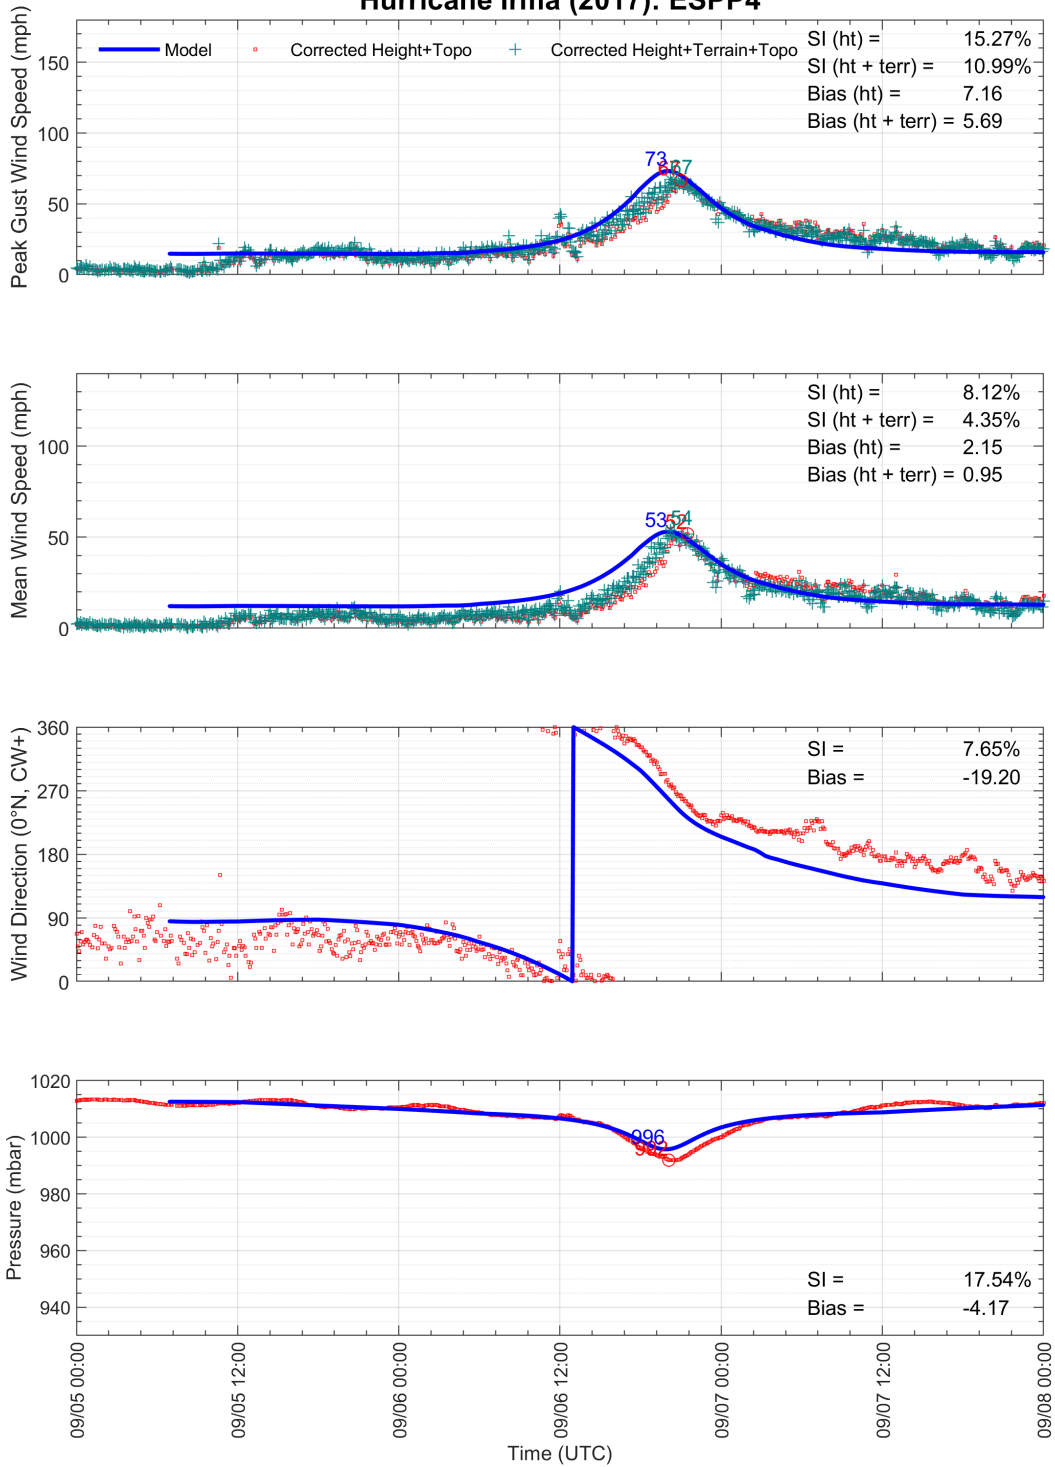 Hurricane Irma (2017): ESPP4
Peak Gust Wind Speed (mph)
150
100
50
0
Model
Corrected Height+Topo
Corrected Height+Terrain+Topo
SI (ht) = 15.27%
SI (ht + terr) = 10.99%
Bias (ht) = 7.16
Bias (ht + terr) = 5.69
73
67
Mean Wind Speed (mph)
100
50
0
SI (ht) = 8.12%
SI (ht + terr) = 4.35%
Bias (ht) = 2.15
Bias (ht + terr) = 0.95
53
52
54
Wind Direction (0°N, CW+)
360
270
180
90
0
SI = 7.65%
Bias = -19.20
Pressure (mbar)
1020
1000
980
960
940
996
992
SI = 17.54%
Bias = -4.17
09/05 00:00
09/05 12:00
09/06 00:00
09/06 12:00
09/07 00:00
09/07 12:00
09/08 00:00
Time (UTC)